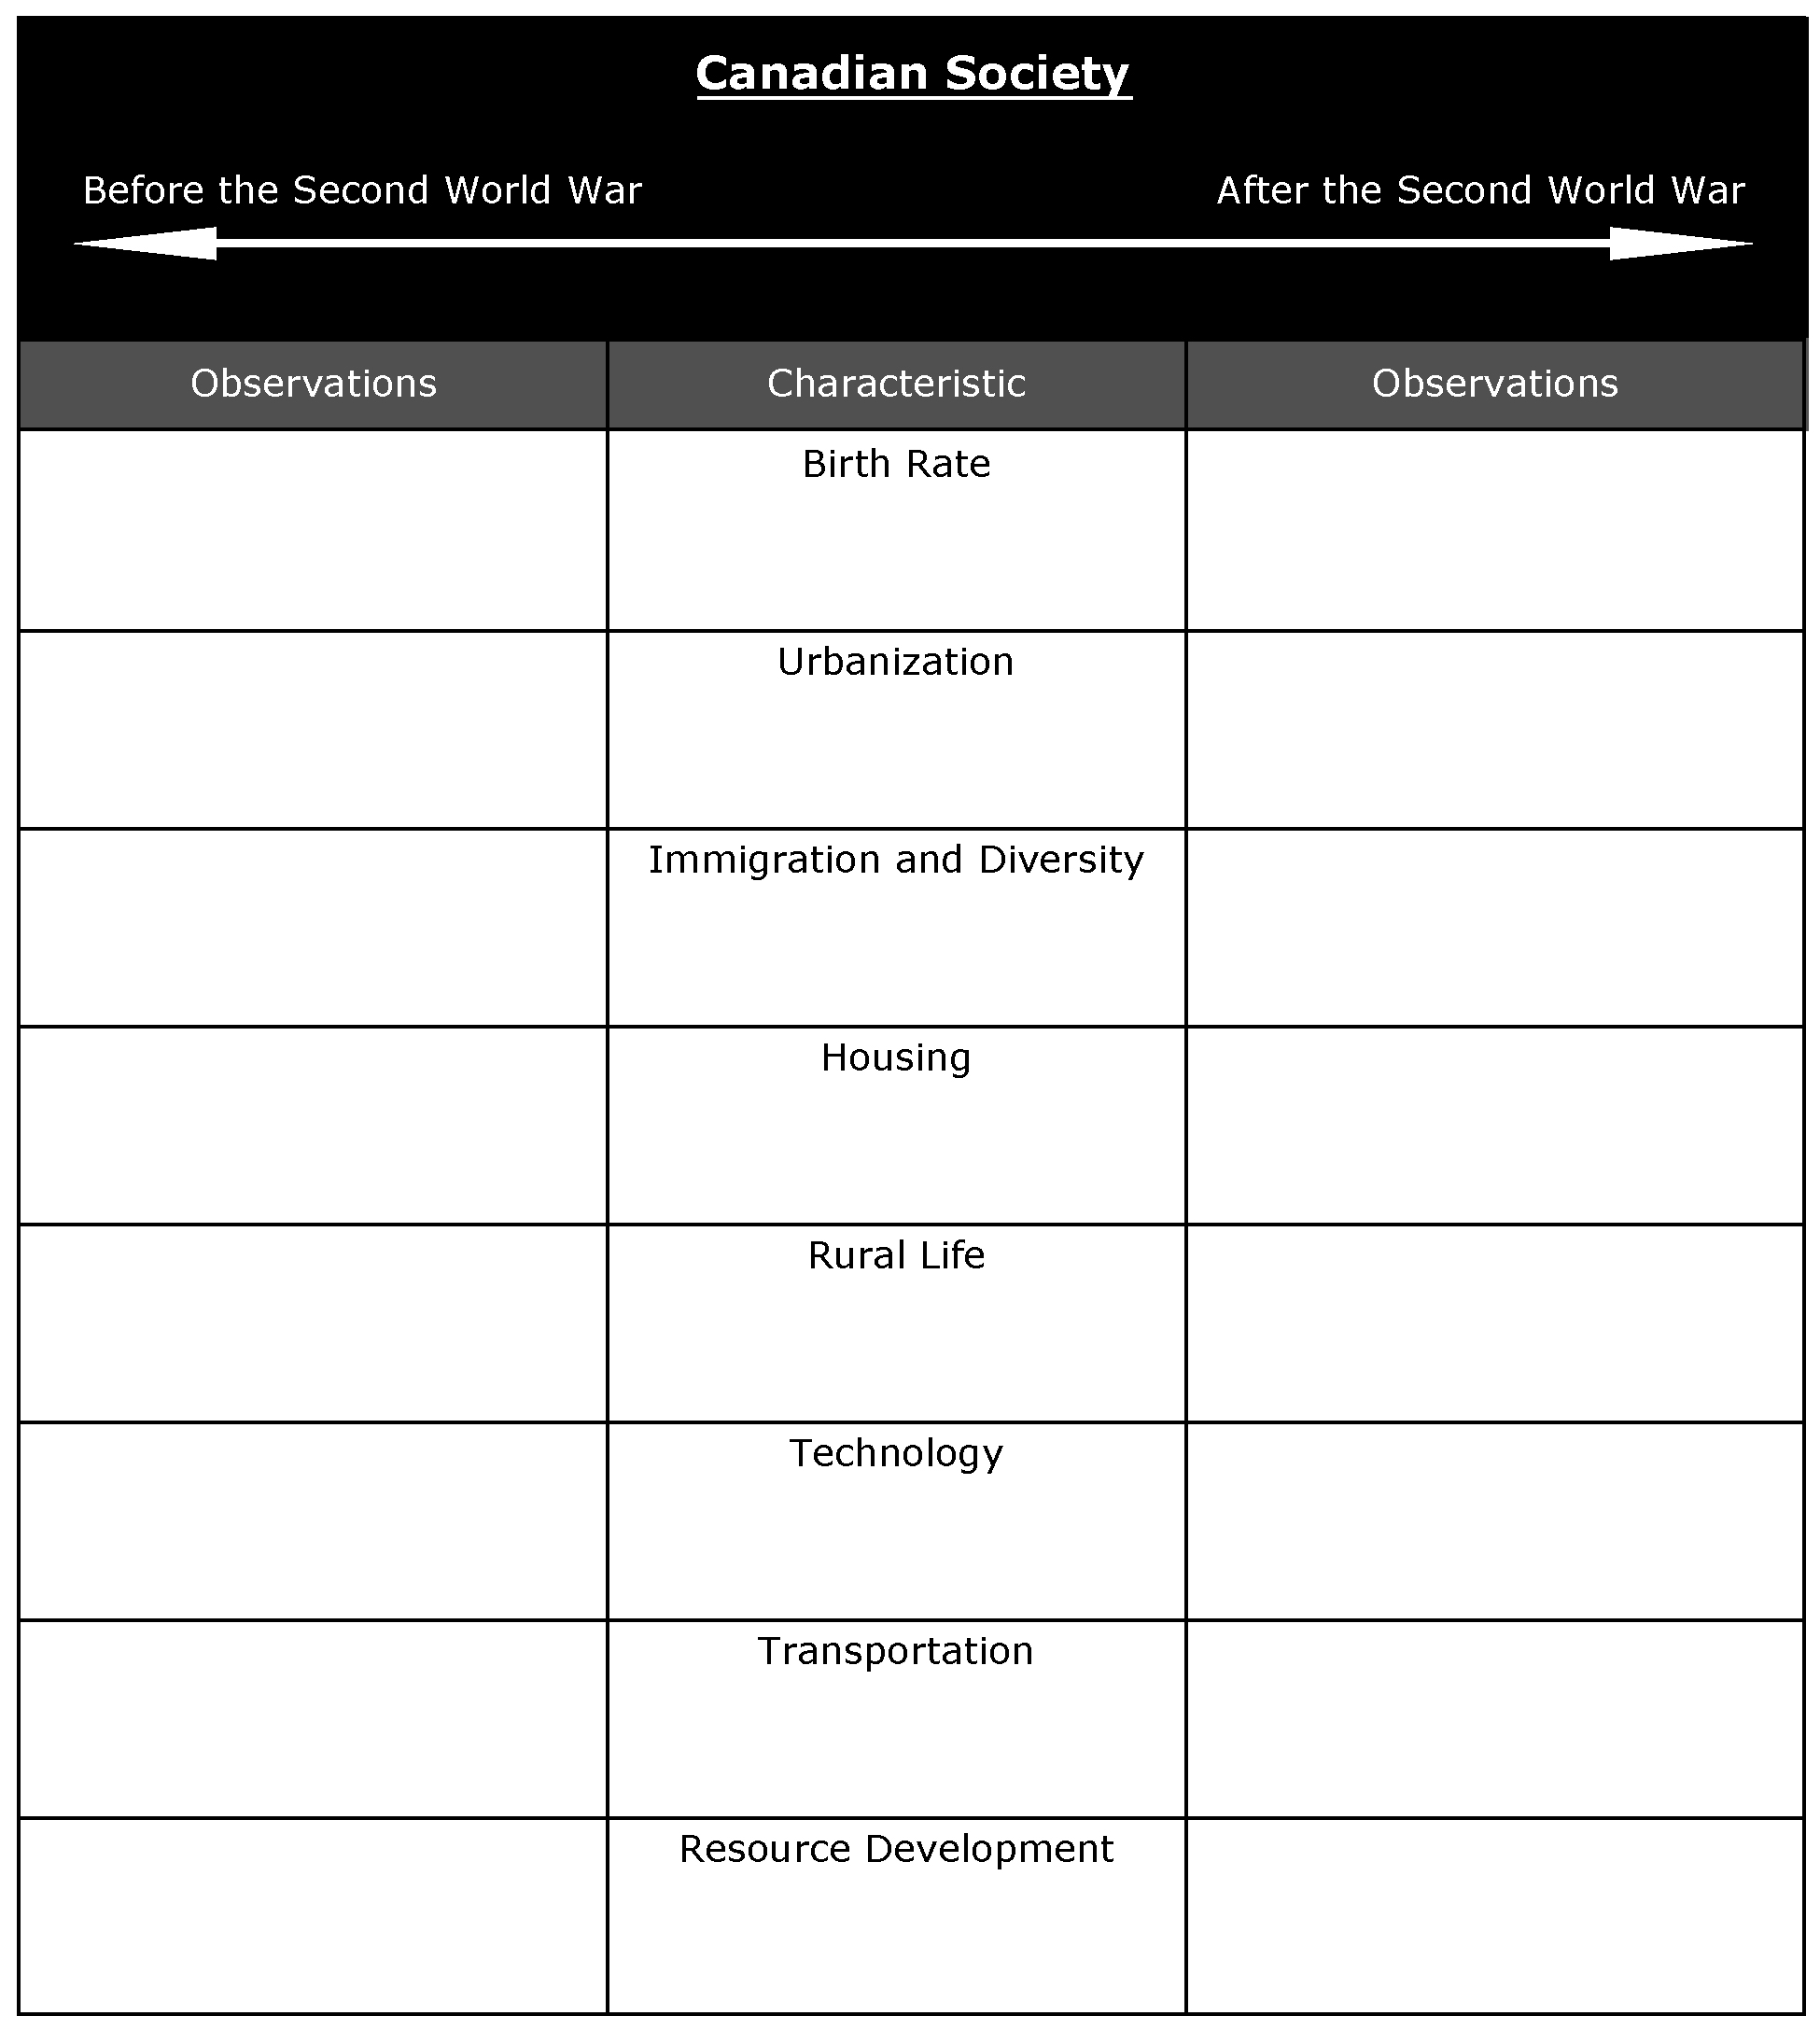 Canadian Society
Before the Second World War
After the Second World War
Observations
Characteristic
Observations
Birth Rate
Urbanization
Immigration and Diversity
Housing
Rural Life
Technology
Transportation
Resource Development